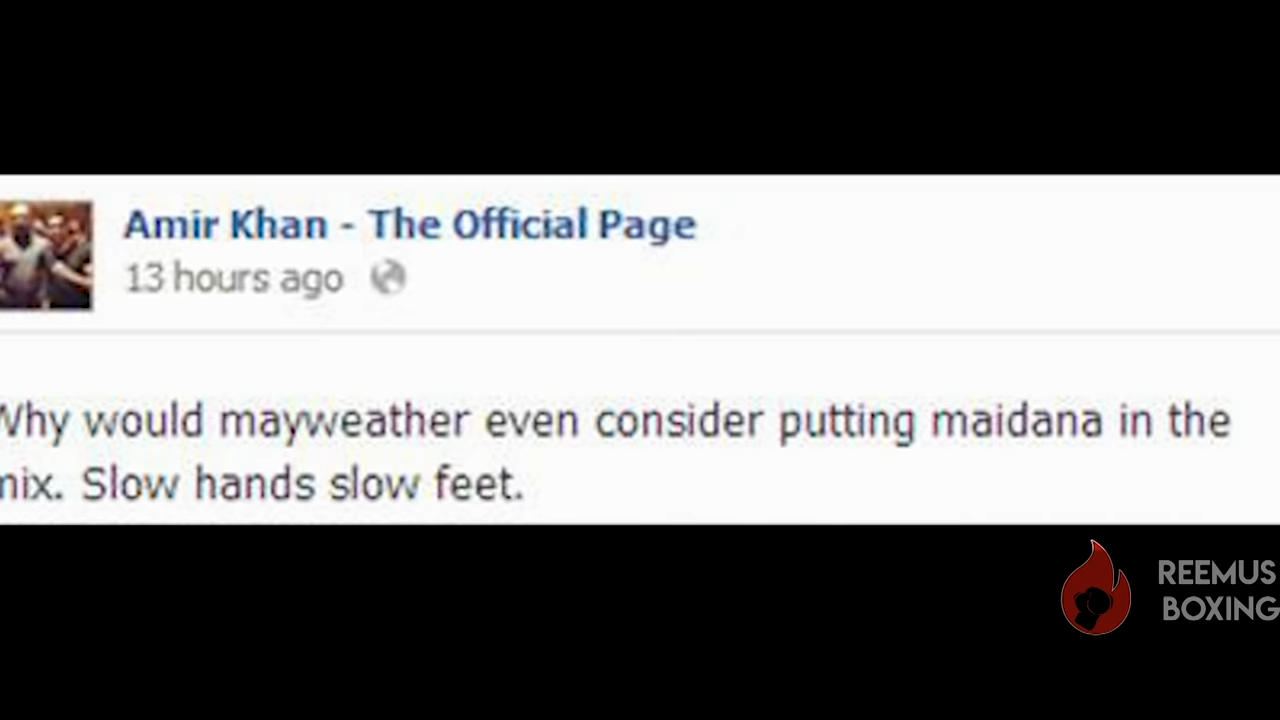 Amir Khan - The Official Page
13 hours ago
Why would mayweather even consider putting maidana in the
mix. Slow hands slow feet.
REEMUS
BOXING